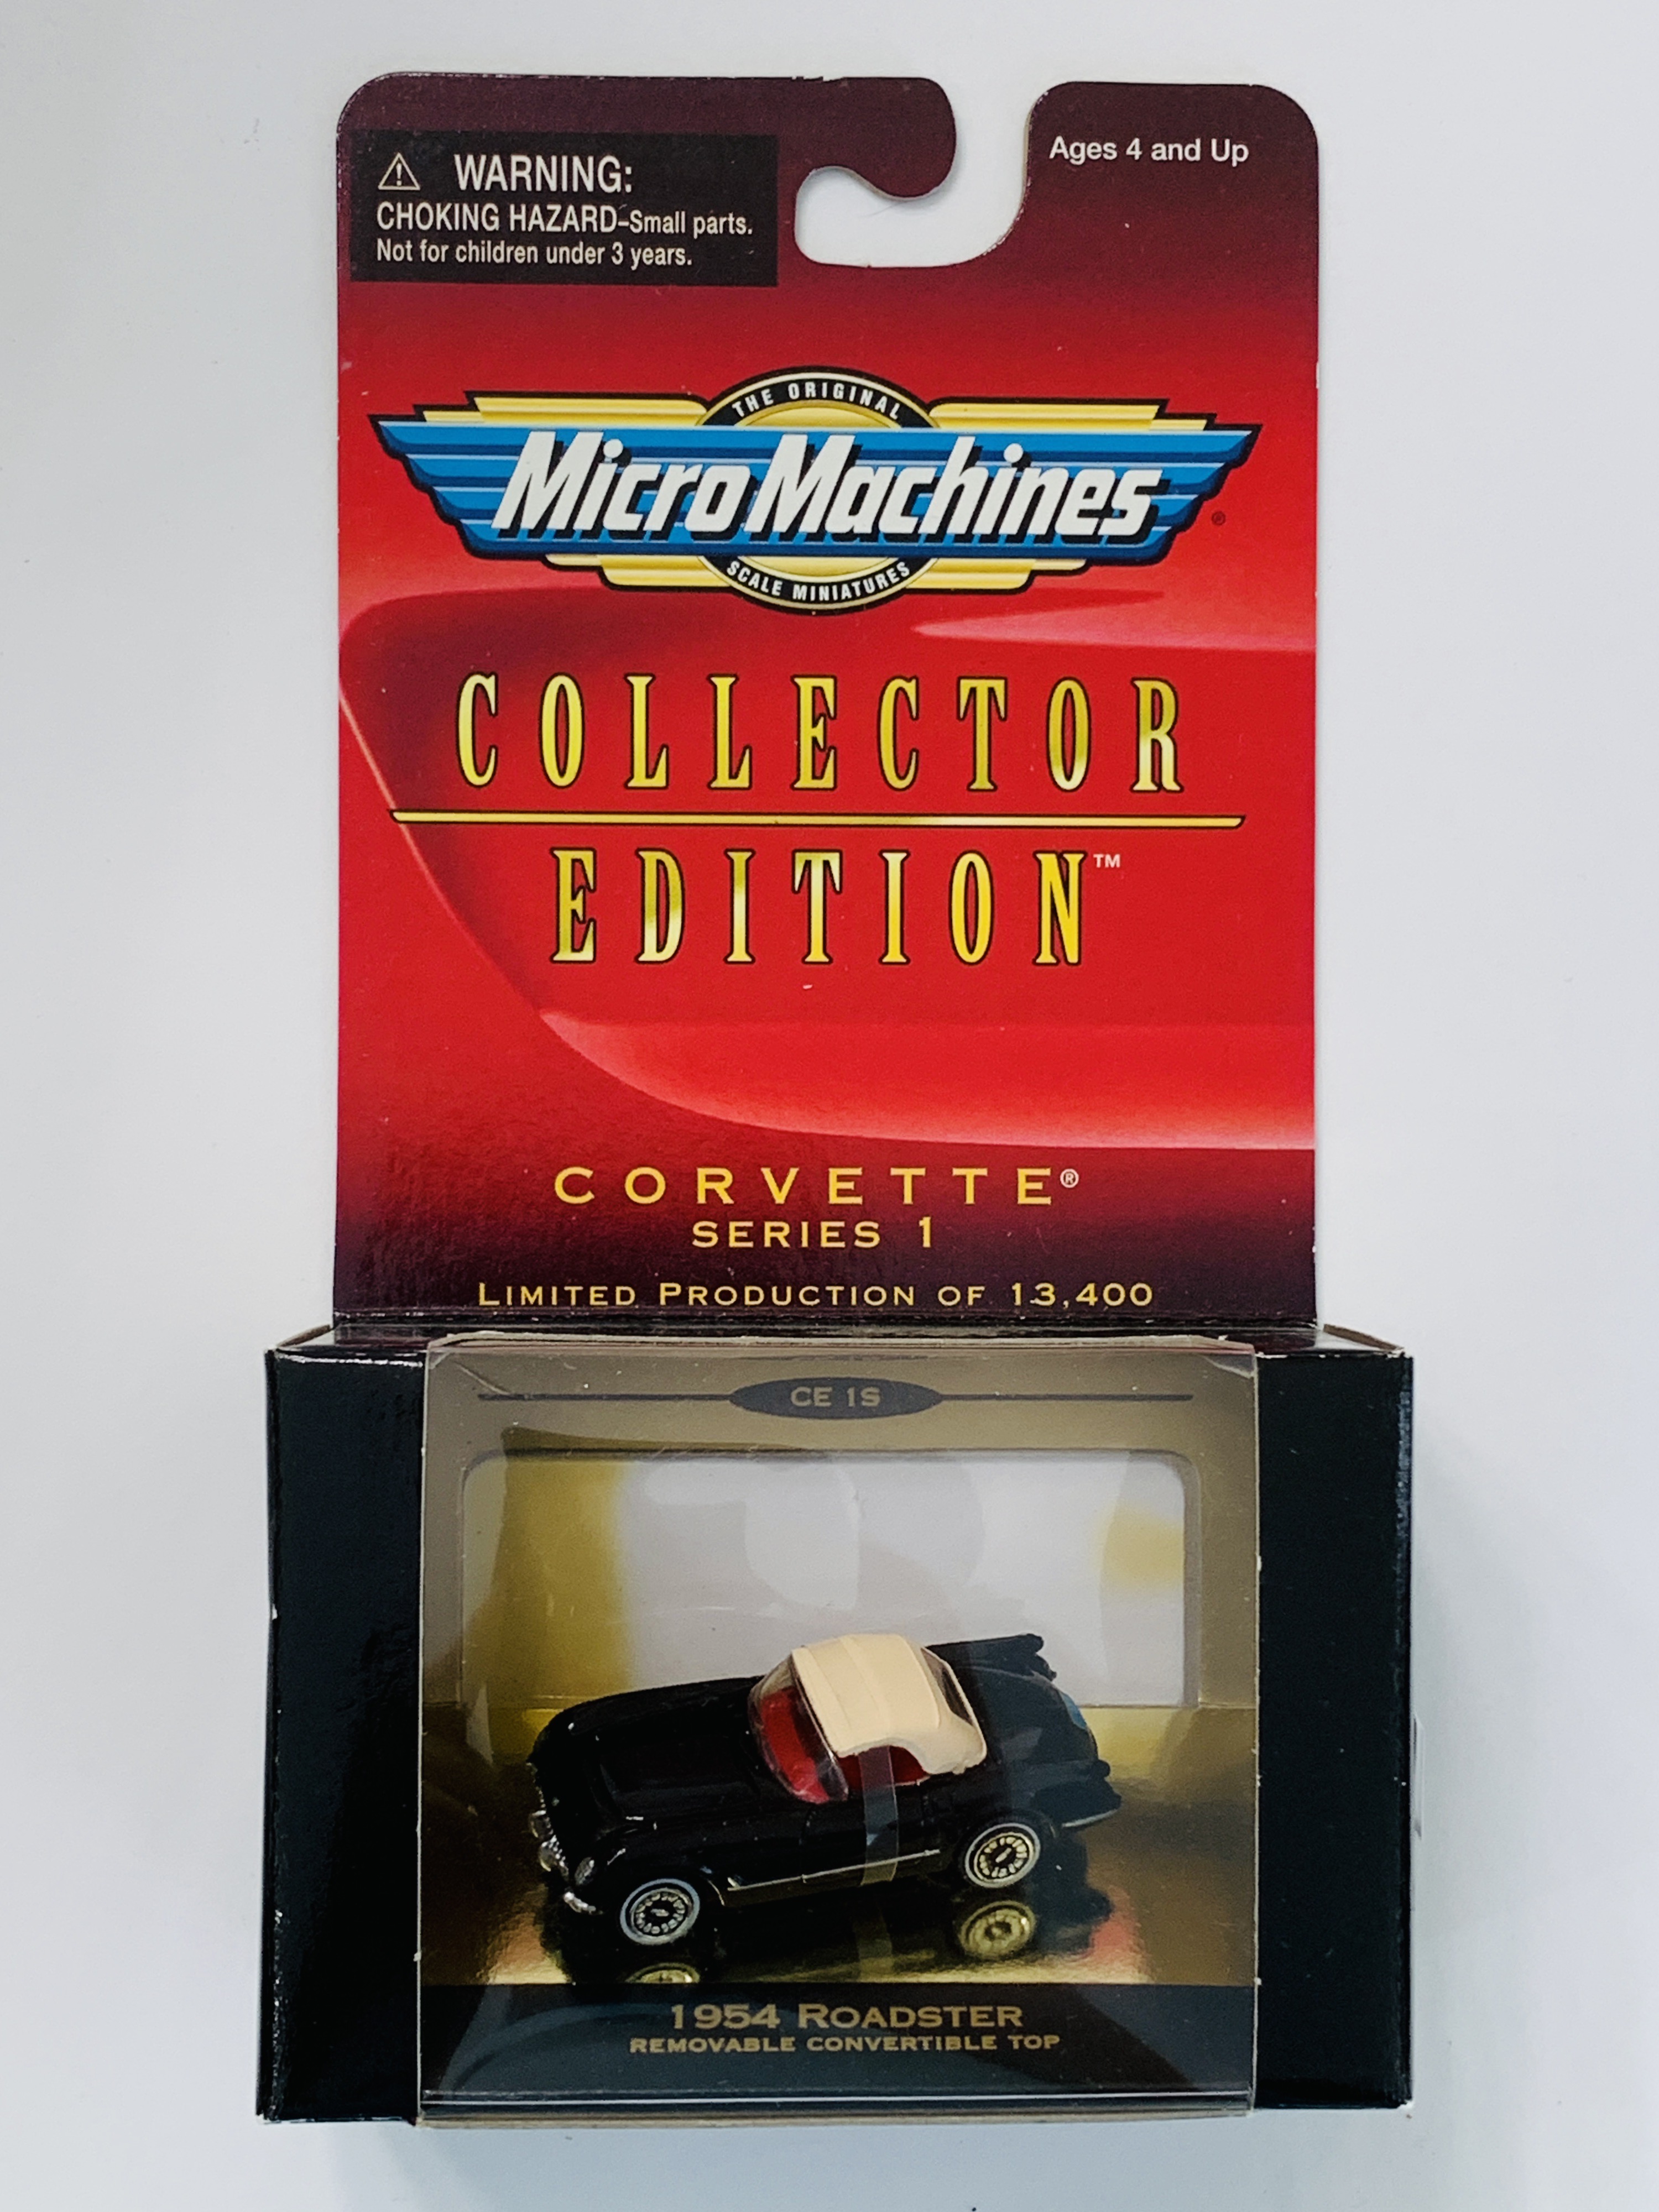 WARNING:
CHOKING HAZARD–Small parts.
Not for children under 3 years.
Ages 4 and Up
THE ORIGINAL
Micro Machines®
SCALE MINIATURES
COLLECTOR
EDITION™
CORVETTE®
SERIES 1
LIMITED PRODUCTION OF 13,400
CE 1S
1954 ROADSTER
REMOVABLE CONVERTIBLE TOP